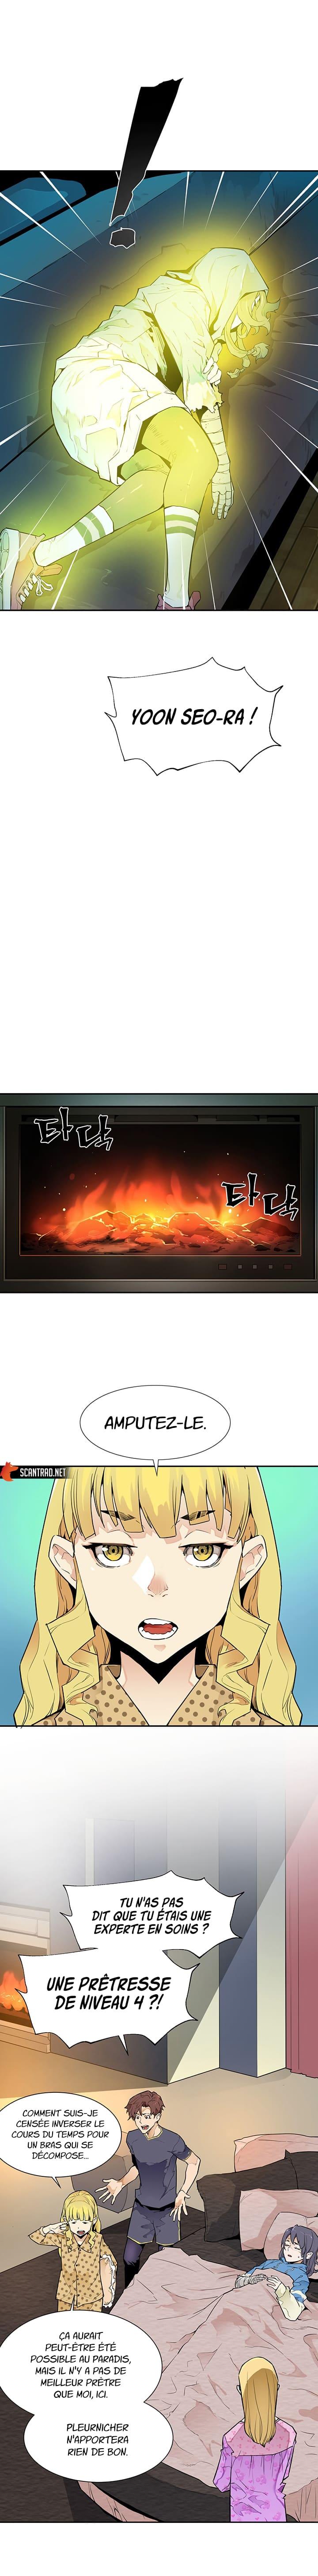 YOON SEO-RA !
타닥
타닥
AMPUTEZ-LE.
SCANTRAD.NET
TU N'AS PAS
DIT QUE TU ÉTAIS UNE
EXPERTE EN SOINS ?
UNE PRÊTRESSE
DE NIVEAU 4 ?!
COMMENT SUIS-JE
CENSÉE INVERSER LE
COURS DU TEMPS POUR
UN BRAS QUI SE
DÉCOMPOSE...
ÇA AURAIT
PEUT-ÊTRE ÉTÉ
POSSIBLE AU PARADIS,
MAIS IL N'Y A PAS DE
MEILLEUR PRÊTRE
QUE MOI, ICI.
PLEURNICHER
N'APPORTERA
RIEN DE BON.